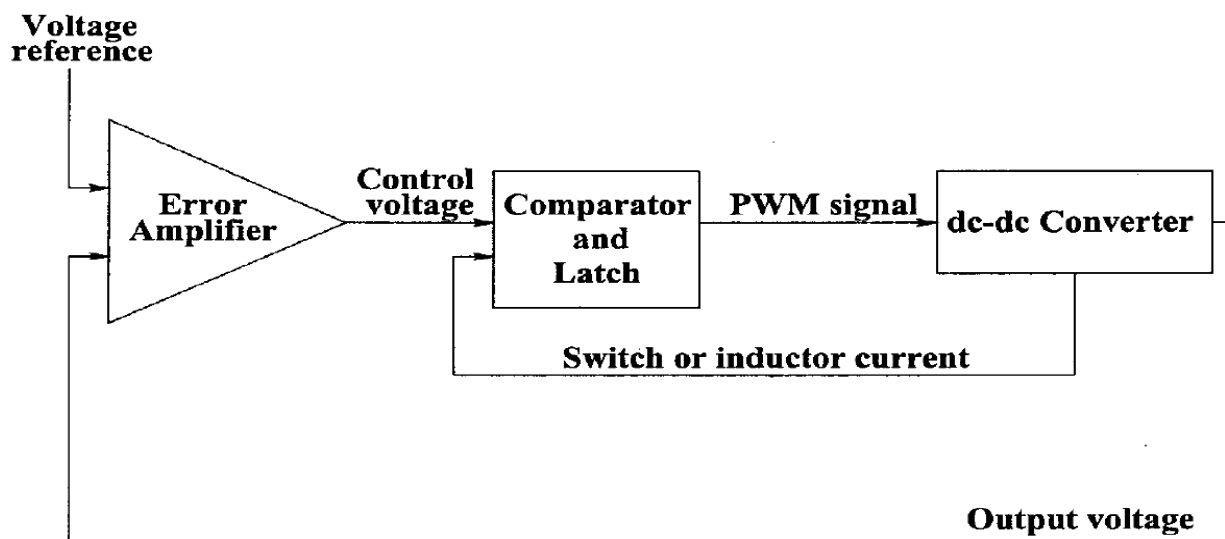 Voltage
reference
Error
Amplifier
Control
voltage
Comparator
and
Latch
PWM signal
dc-dc Converter
Switch or inductor current
Output voltage